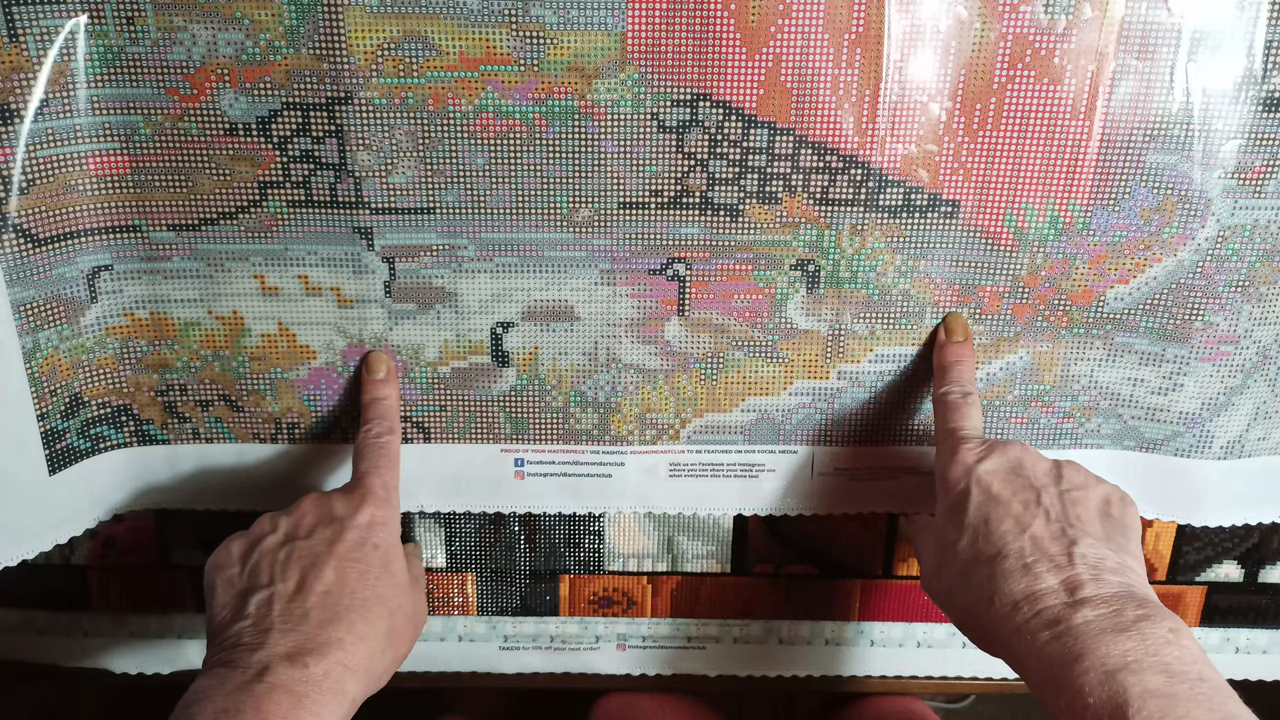 PROUD OF YOUR MASTERPIECE? USE HASHTAG #DIAMONDARTCLUB TO BE FEATURED ON OUR SOCIAL MEDIA!
facebook.com/diamondartclub
instagram/diamondartclub
Visit us on Facebook and Instagram
where you can share your work and see
what everyone else has done too!
TAKE10 for 10% off your next order!
instagram/diamondartclub